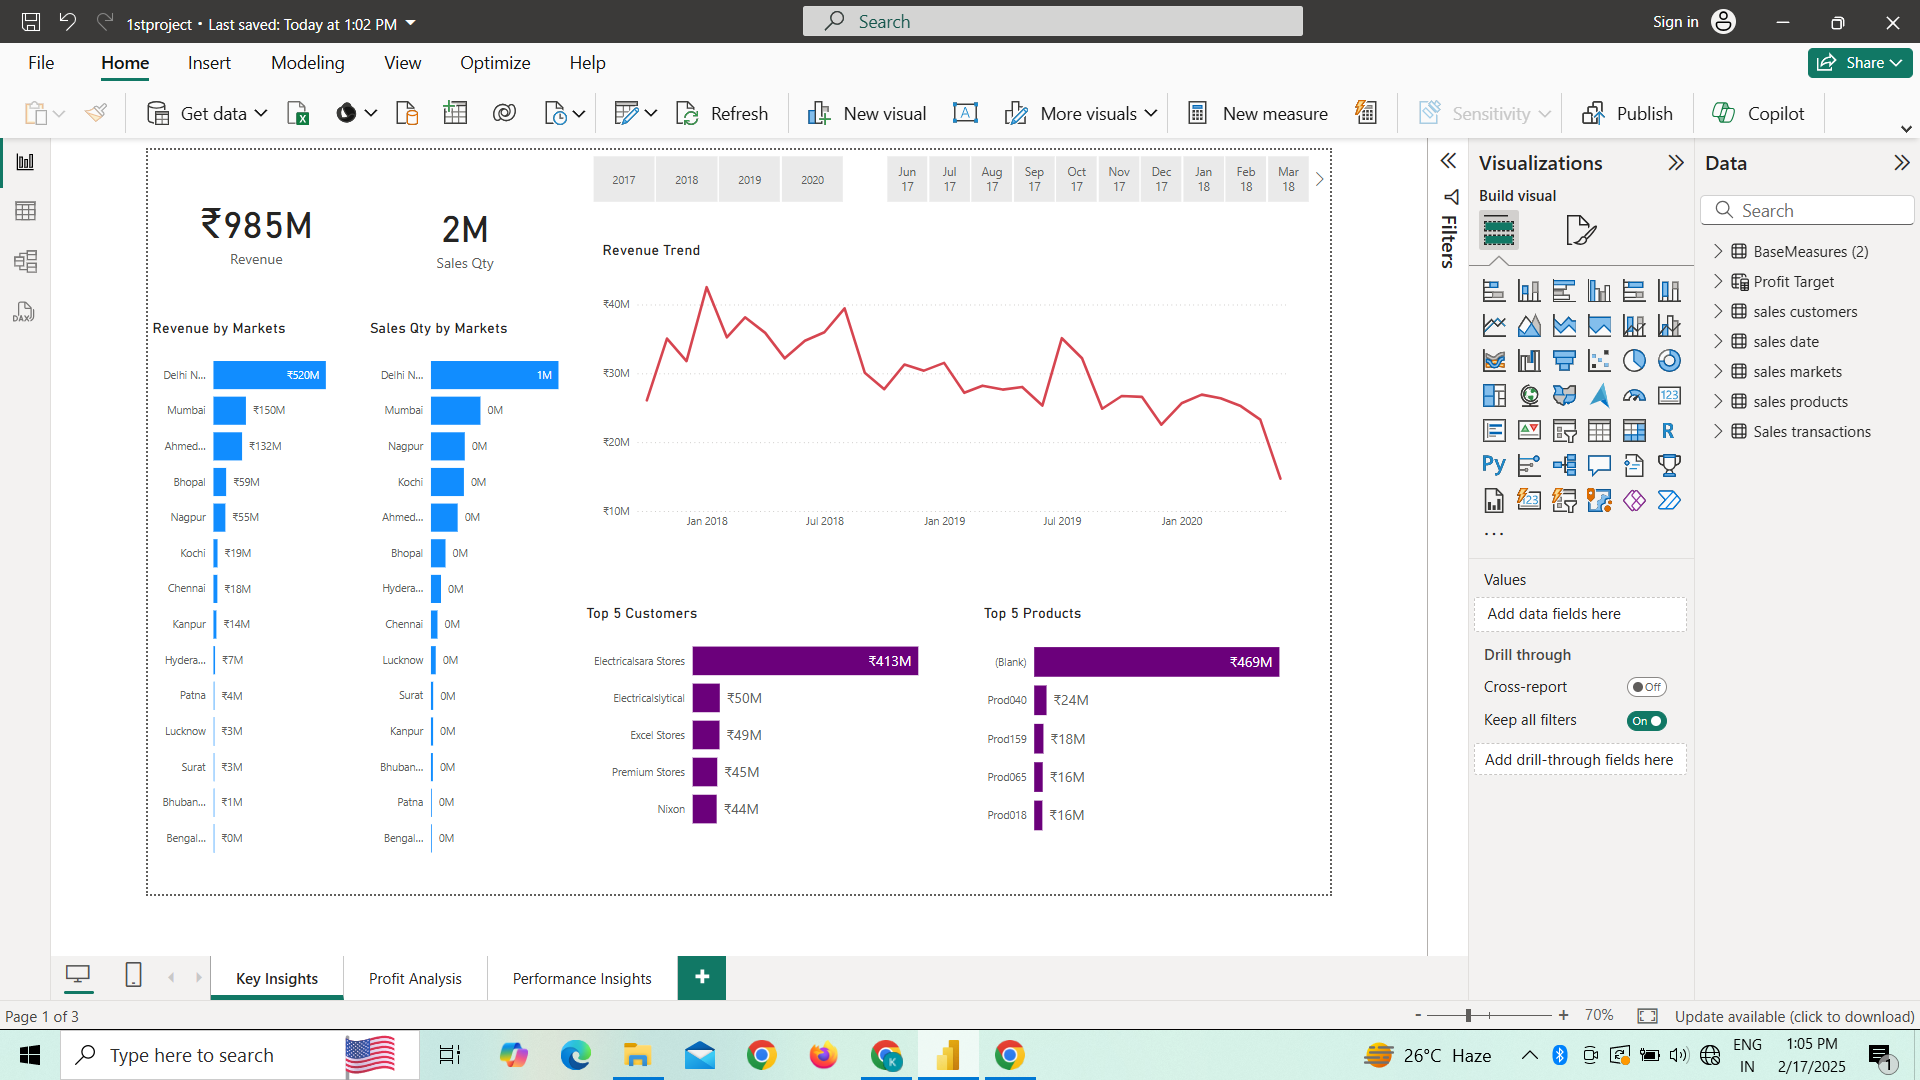 1stproject • Last saved: Today at 1:02 PM
Search
Sign in
File Home Insert Modeling View Optimize Help
Share
Get data
Refresh
New visual
More visuals
New measure
Sensitivity
Publish
Copilot
2017 2018 2019 2020
Jun 17 Jul 17 Aug 17 Sep 17 Oct 17 Nov 17 Dec 17 Jan 18 Feb 18 Mar 18
₹985M
Revenue
2M
Sales Qty
Revenue by Markets
Delhi N... ₹520M
Mumbai ₹150M
Ahmed... ₹132M
Bhopal ₹59M
Nagpur ₹55M
Kochi ₹19M
Chennai ₹18M
Kanpur ₹14M
Hydera... ₹7M
Patna ₹4M
Lucknow ₹3M
Surat ₹3M
Bhuban... ₹1M
Bengal... ₹0M
Sales Qty by Markets
Delhi N... 1M
Mumbai 0M
Nagpur 0M
Kochi 0M
Ahmed... 0M
Bhopal 0M
Hydera... 0M
Chennai 0M
Lucknow 0M
Surat 0M
Kanpur 0M
Bhuban... 0M
Patna 0M
Bengal... 0M
Revenue Trend
₹40M
₹30M
₹20M
₹10M
Jan 2018 Jul 2018 Jan 2019 Jul 2019 Jan 2020
Top 5 Customers
Electricalsara Stores ₹413M
Electricalslytical ₹50M
Excel Stores ₹49M
Premium Stores ₹45M
Nixon ₹44M
Top 5 Products
(Blank) ₹469M
Prod040 ₹24M
Prod159 ₹18M
Prod065 ₹16M
Prod018 ₹16M
Filters
Visualizations
Build visual
123
R
Py
123
...
Values
Add data fields here
Drill through
Cross-report Off
Keep all filters On
Add drill-through fields here
Data
Search
BaseMeasures (2)
Profit Target
sales customers
sales date
sales markets
sales products
Sales transactions
DAX
Key Insights
Profit Analysis
Performance Insights
+
Page 1 of 3
- + 70%
Update available (click to download)
Type here to search
K
26°C Haze
ENG
IN
1:05 PM
2/17/2025
1